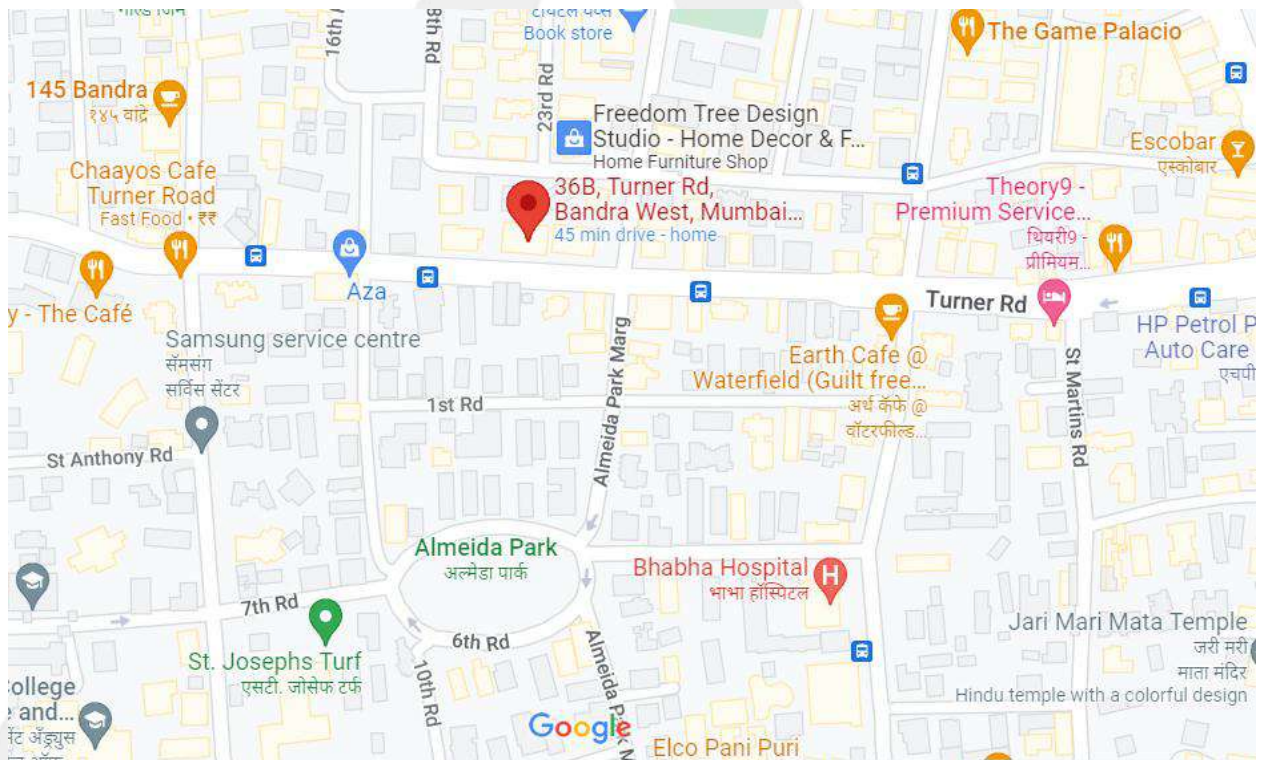 गोल्ड जिम
16th
8th Rd
टायटल वेव्स
Book store
The Game Palacio
145 Bandra
१४५ वांद्रे
23rd Rd
Freedom Tree Design
Studio - Home Decor & F...
Home Furniture Shop
Escobar
एस्कोबार
Chaayos Cafe
Turner Road
Fast Food • ₹₹
36B, Turner Rd,
Bandra West, Mumbai...
45 min drive - home
Theory9 -
Premium Service...
थियरी9 -
प्रीमियम...
Aza
y - The Café
Turner Rd
Samsung service centre
सॅमसंग
सर्विस सेंटर
Almeida Park Marg
Earth Cafe @
Waterfield (Guilt free...
अर्थ कॅफे @
वॉटरफील्ड...
HP Petrol P
Auto Care
एचपी
St Martins Rd
1st Rd
St Anthony Rd
Almeida Park
अल्मेडा पार्क
Bhabha Hospital
भाभा हॉस्पिटल
H
7th Rd
6th Rd
St. Josephs Turf
एसटी. जोसेफ टर्फ
10th Rd
Almeida
Jari Mari Mata Temple
जरी मरी
माता मंदिर
Hindu temple with a colorful design
ollege
and...
ेंट अँड्र्युस
Google
Elco Pani Puri